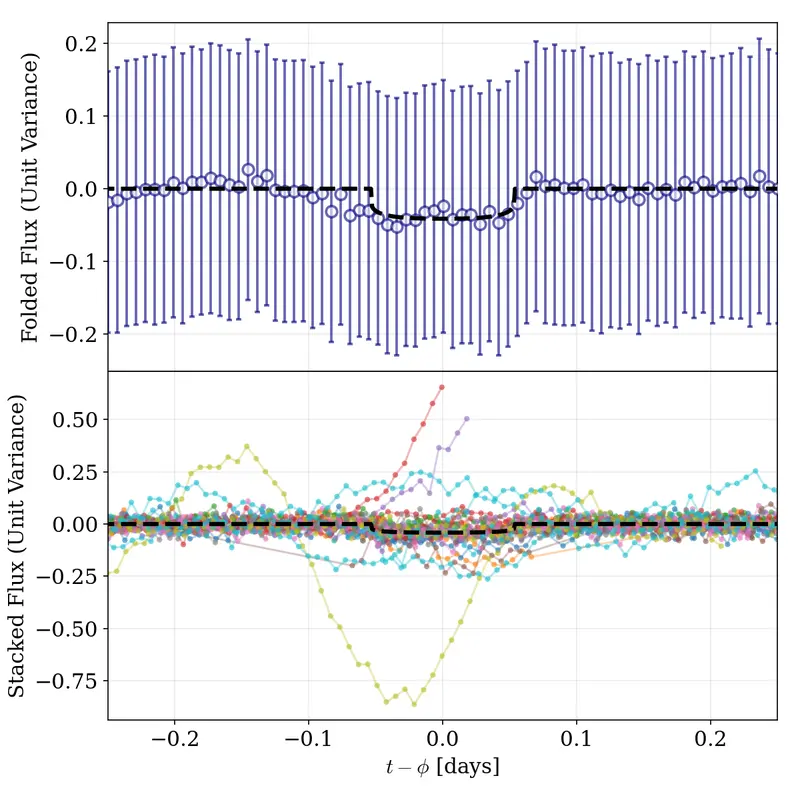 Folded Flux (Unit Variance)
0.2
0.1
0.0
−0.1
−0.2
Stacked Flux (Unit Variance)
0.50
0.25
0.00
−0.25
−0.50
−0.75
−0.2 −0.1 0.0 0.1 0.2
t − ϕ [days]